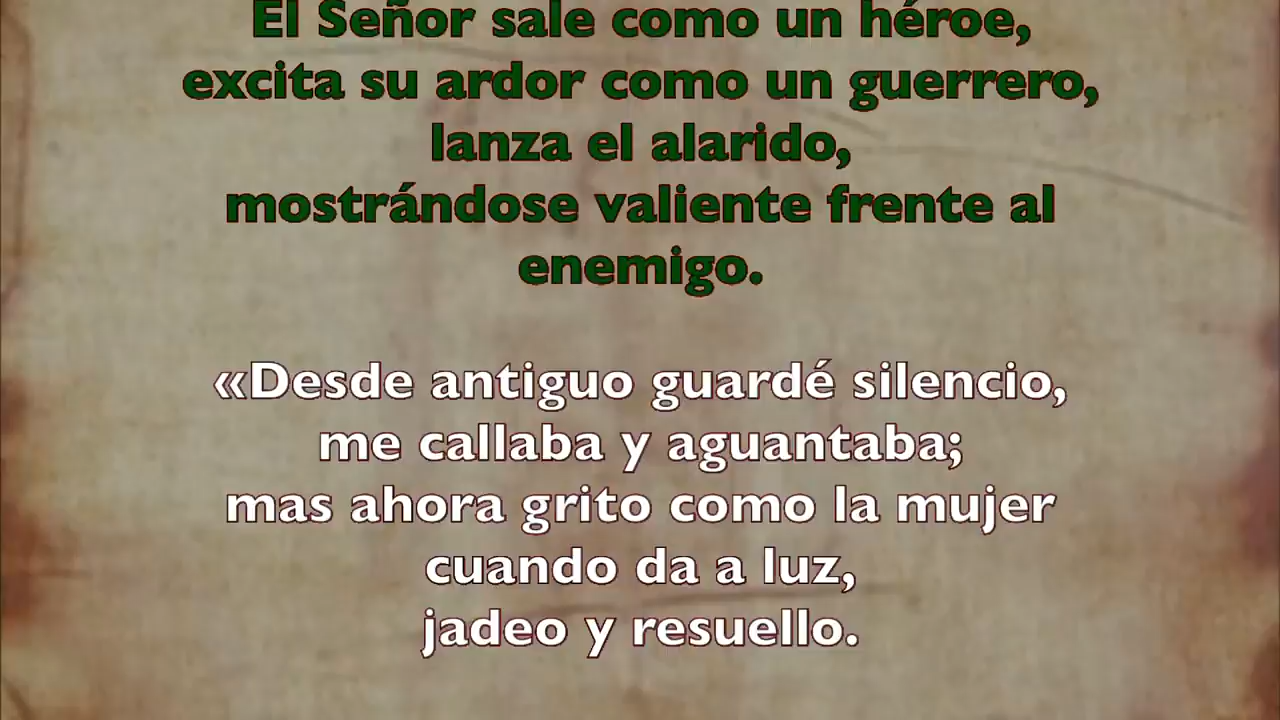 El Señor sale como un héroe,
excita su ardor como un guerrero,
lanza el alarido,
mostrándose valiente frente al
enemigo.
«Desde antiguo guardé silencio,
me callaba y aguantaba;
mas ahora grito como la mujer
cuando da a luz,
jadeo y resuello.